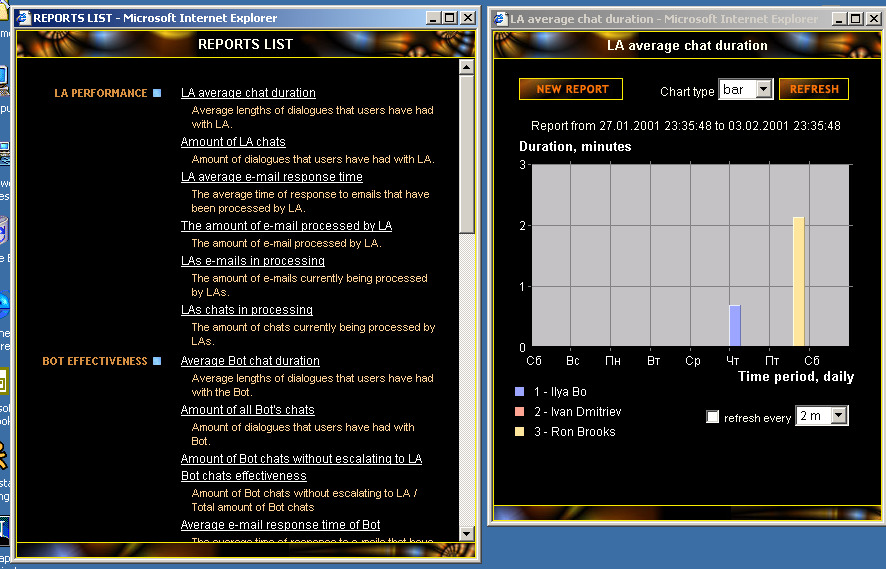 REPORTS LIST - Microsoft Internet Explorer
REPORTS LIST
LA PERFORMANCE
LA average chat duration
Average lengths of dialogues that users have had
with LA.
Amount of LA chats
Amount of dialogues that users have had with LA.
LA average e-mail response time
The average time of response to emails that have
been processed by LA.
The amount of e-mail processed by LA
The amount of e-mail processed by LA.
LAs e-mails in processing
The amount of e-mails currently being processed
by LAs.
LAs chats in processing
The amount of chats currently being processed by
LAs.
BOT EFFECTIVENESS
Average Bot chat duration
Average lengths of dialogues that users have had
with the Bot.
Amount of all Bot's chats
Amount of dialogues that users have had with
Bot.
Amount of Bot chats without escalating to LA
Bot chats effectiveness
Amount of Bot chats without escalating to LA /
Total amount of Bot chats
Average e-mail response time of Bot
The average time of response to e-mails that have
LA average chat duration - Microsoft Internet Explorer
LA average chat duration
NEW REPORT
Chart type bar
REFRESH
Report from 27.01.2001 23:35:48 to 03.02.2001 23:35:48
Duration, minutes
3
2
1
0
Сб Вс Пн Вт Ср Чт Пт Сб
Time period, daily
1 - Ilya Bo
2 - Ivan Dmitriev
3 - Ron Brooks
refresh every 2 m